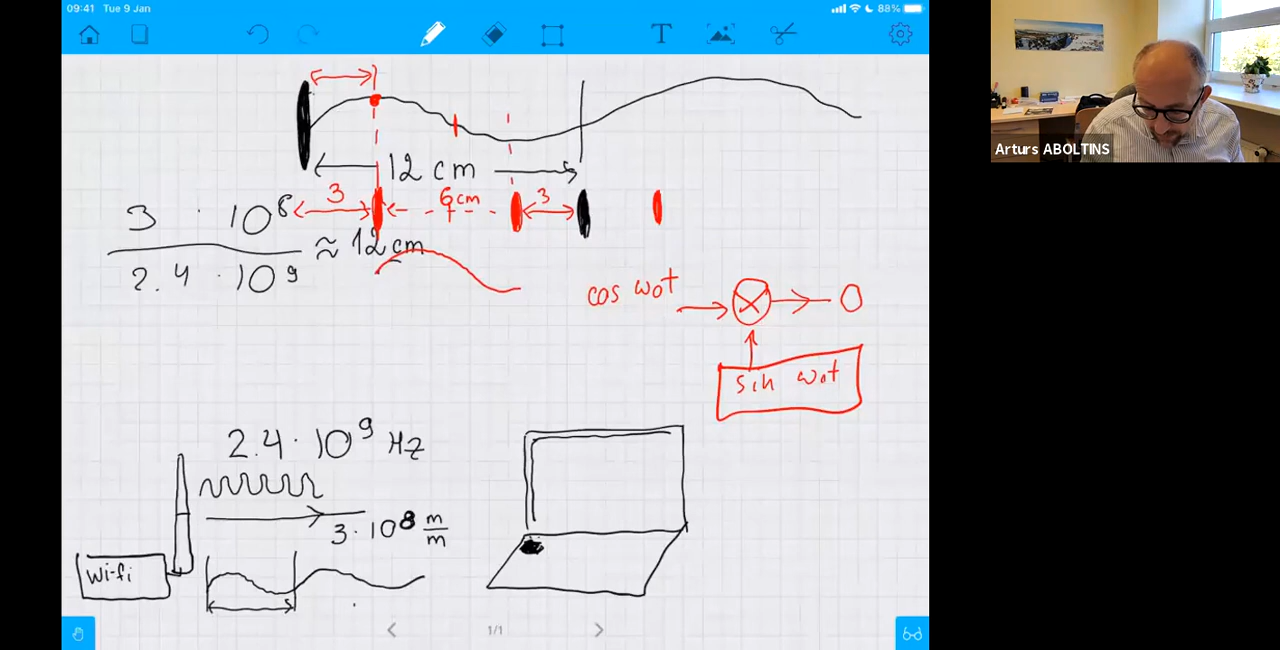 09:41 Tue 9 Jan
88%
T
Arturs ABOLTINS
12 cm
3
6cm
3
3 · 10⁸
2.4 · 10⁹
≈ 12cm
cos wot
0
sin wot
2.4 · 10⁹ Hz
3 · 10⁸ m
m
Wi-fi
1/1